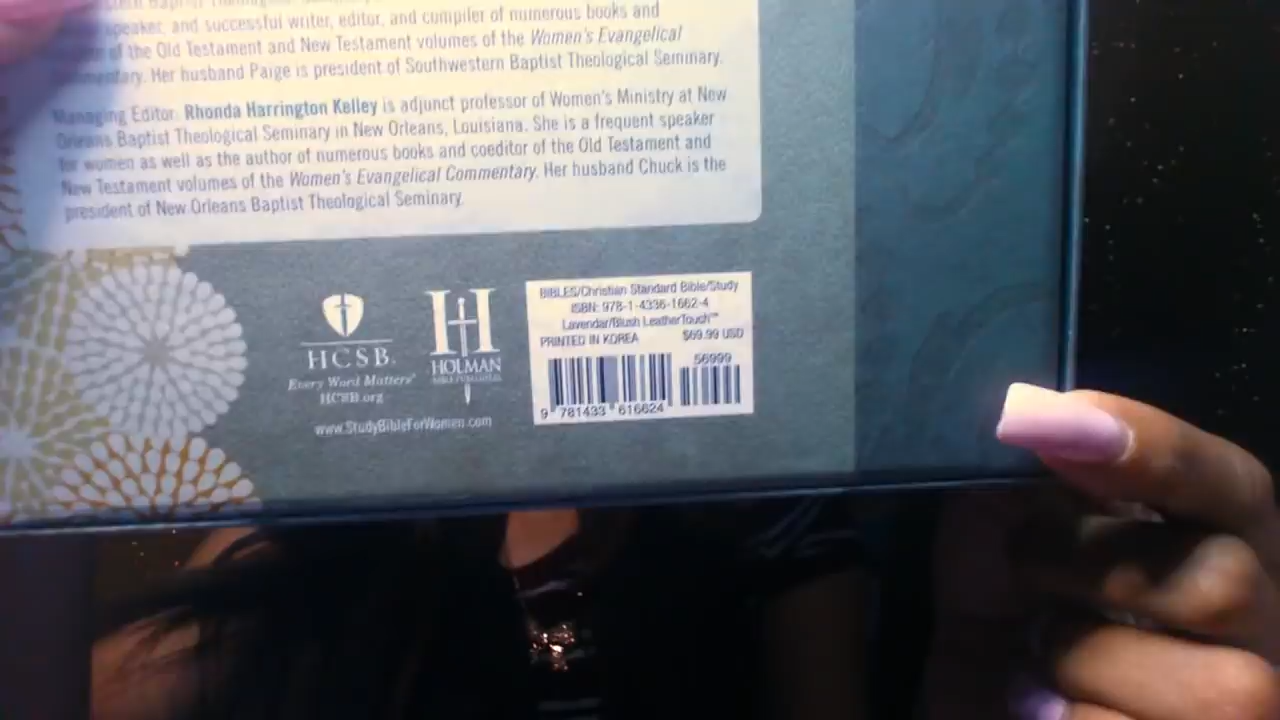 speaker, and successful writer, editor, and compiler of numerous books and
of the Old Testament and New Testament volumes of the Women's Evangelical
Commentary. Her husband Paige is president of Southwestern Baptist Theological Seminary.
Managing Editor: Rhonda Harrington Kelley is adjunct professor of Women's Ministry at New
Orleans Baptist Theological Seminary in New Orleans, Louisiana. She is a frequent speaker
for women as well as the author of numerous books and coeditor of the Old Testament and
New Testament volumes of the Women's Evangelical Commentary. Her husband Chuck is the
president of New Orleans Baptist Theological Seminary.
HCSB.
Every Word Matters®
HCSB.org
H
HOLMAN
BIBLE PUBLISHERS
www.StudyBibleForWomen.com
BIBLES/Christian Standard Bible/Study
ISBN: 978-1-4336-1662-4
Lavendar/Blush LeatherTouch™
PRINTED IN KOREA $69.99 USD
56999
9 781433 616624